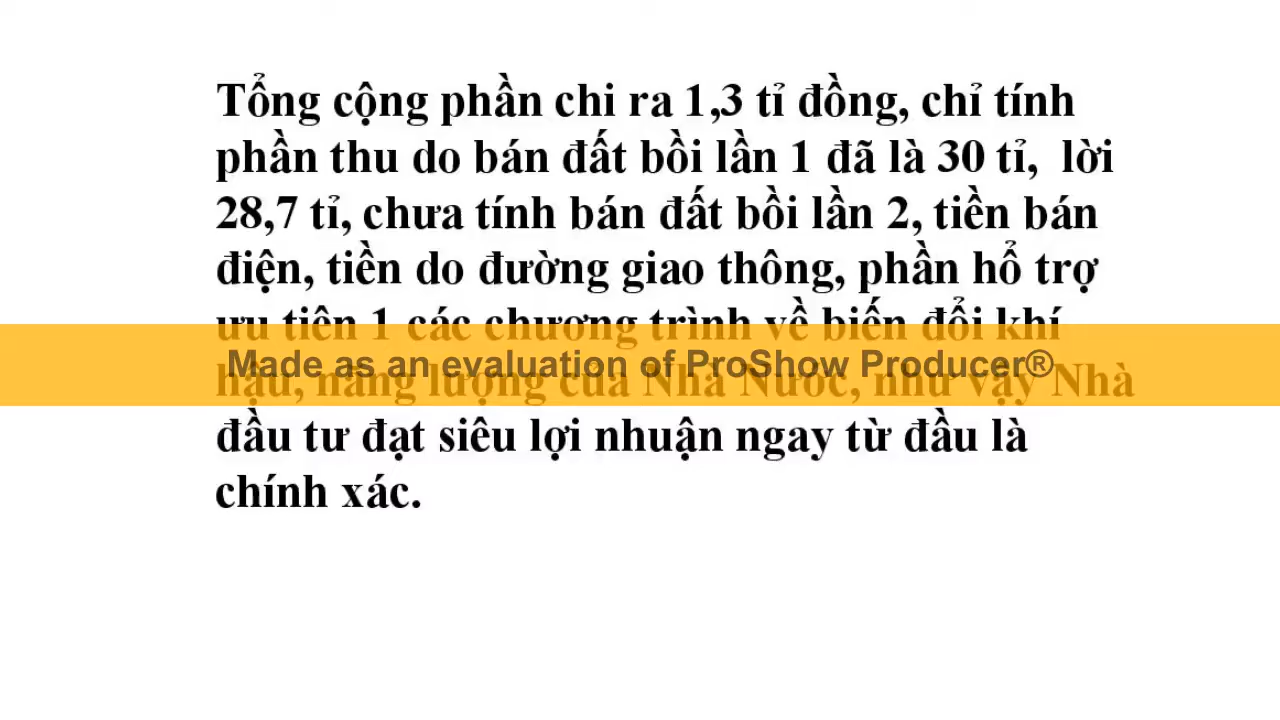 Tổng cộng phần chi ra 1,3 tỉ đồng, chỉ tính
phần thu do bán đất bồi lần 1 đã là 30 tỉ, lời
28,7 tỉ, chưa tính bán đất bồi lần 2, tiền bán
điện, tiền do đường giao thông, phần hổ trợ
ưu tiên 1 các chương trình về biến đổi khí
Made as an evaluation of ProShow Producer®
hậu, năng lượng của Nhà Nước, như vậy Nhà
đầu tư đạt siêu lợi nhuận ngay từ đầu là
chính xác.